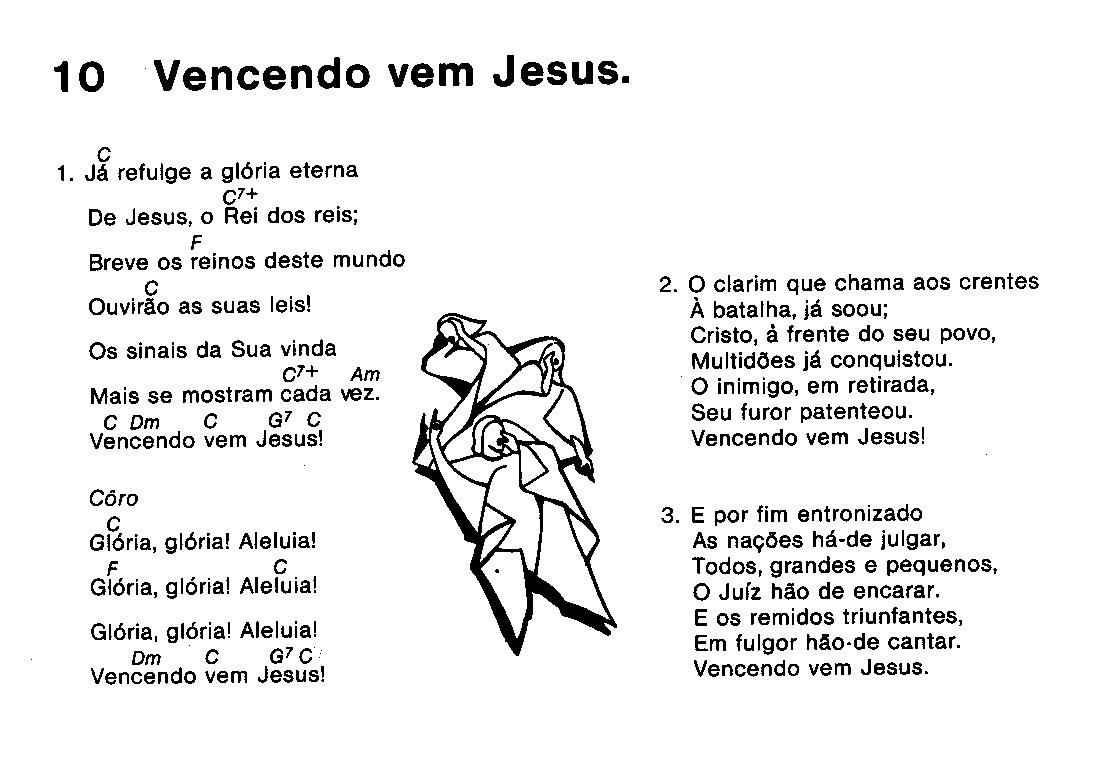 10 Vencendo vem Jesus.
C
1. Já refulge a glória eterna
C7+
De Jesus, o Rei dos reis;
F
Breve os reinos deste mundo
C
Ouvirão as suas leis!
Os sinais da Sua vinda
C7+ Am
Mais se mostram cada vez.
C Dm C G7 C
Vencendo vem Jesus!
Côro
C
Glória, glória! Aleluia!
F C
Glória, glória! Aleluia!
Glória, glória! Aleluia!
Dm C G7 C
Vencendo vem Jesus!
2. O clarim que chama aos crentes
À batalha, já soou;
Cristo, à frente do seu povo,
Multidões já conquistou.
O inimigo, em retirada,
Seu furor patenteou.
Vencendo vem Jesus!
3. E por fim entronizado
As nações há-de julgar,
Todos, grandes e pequenos,
O Juíz hão de encarar.
E os remidos triunfantes,
Em fulgor hão-de cantar.
Vencendo vem Jesus.